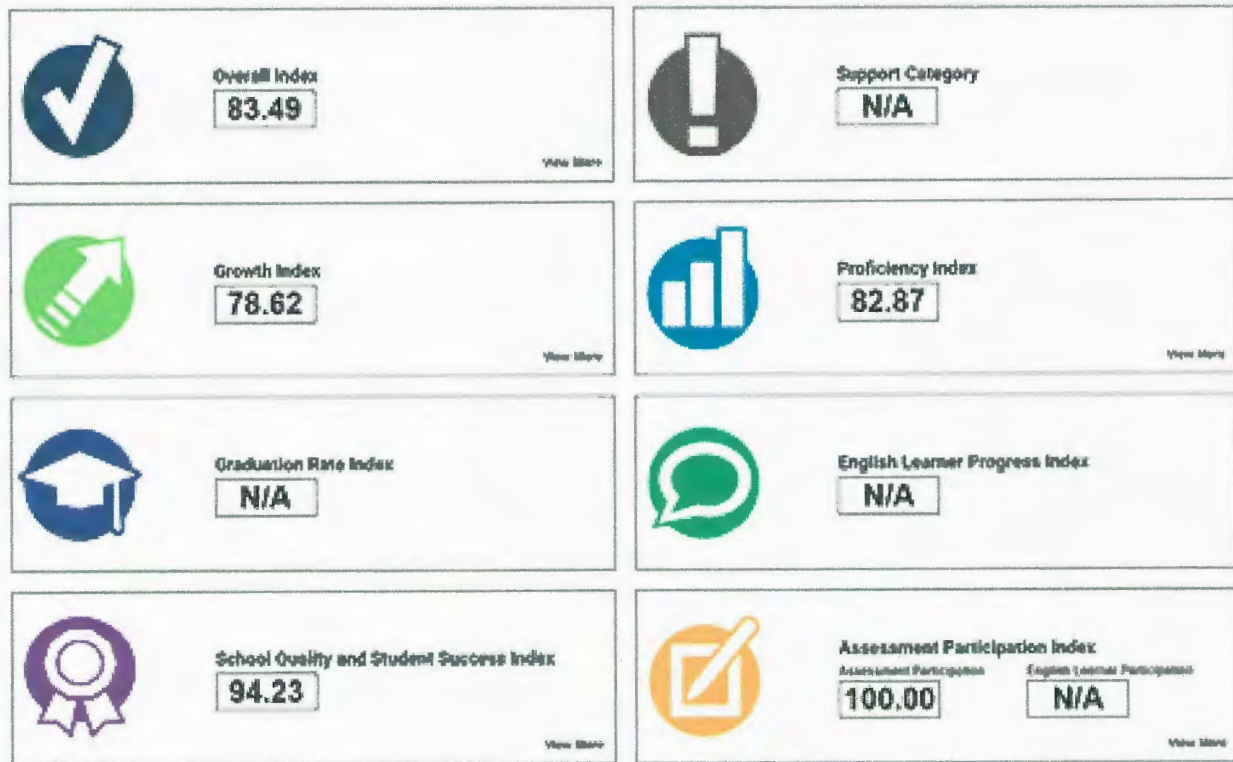 Overall Index
83.49
View More
Support Category
N/A
Growth Index
78.62
View More
Proficiency Index
82.87
View More
Graduation Rate Index
N/A
English Learner Progress Index
N/A
School Quality and Student Success Index
94.23
View More
Assessment Participation Index
Assessment Participation English Learner Participation
100.00 N/A
View More